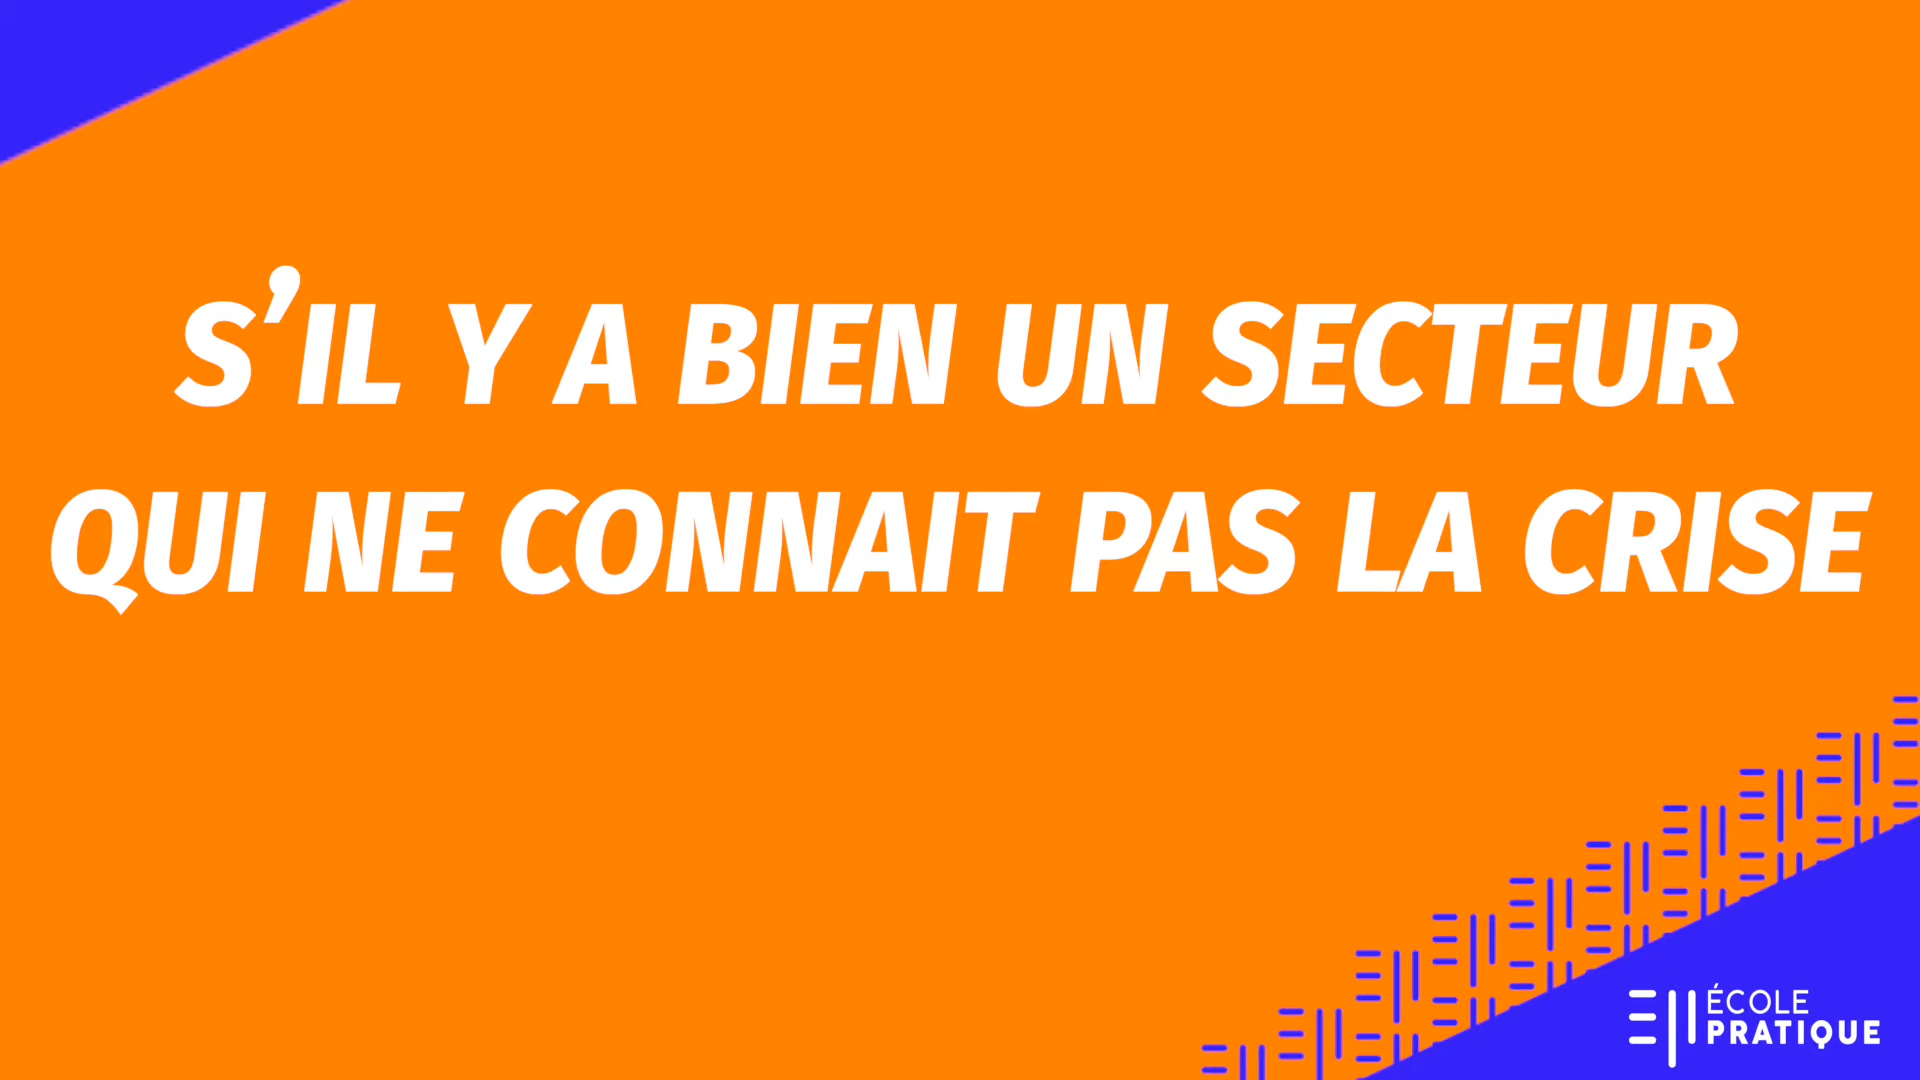 S’IL Y A BIEN UN SECTEUR
QUI NE CONNAIT PAS LA CRISE
ÉCOLE
PRATIQUE